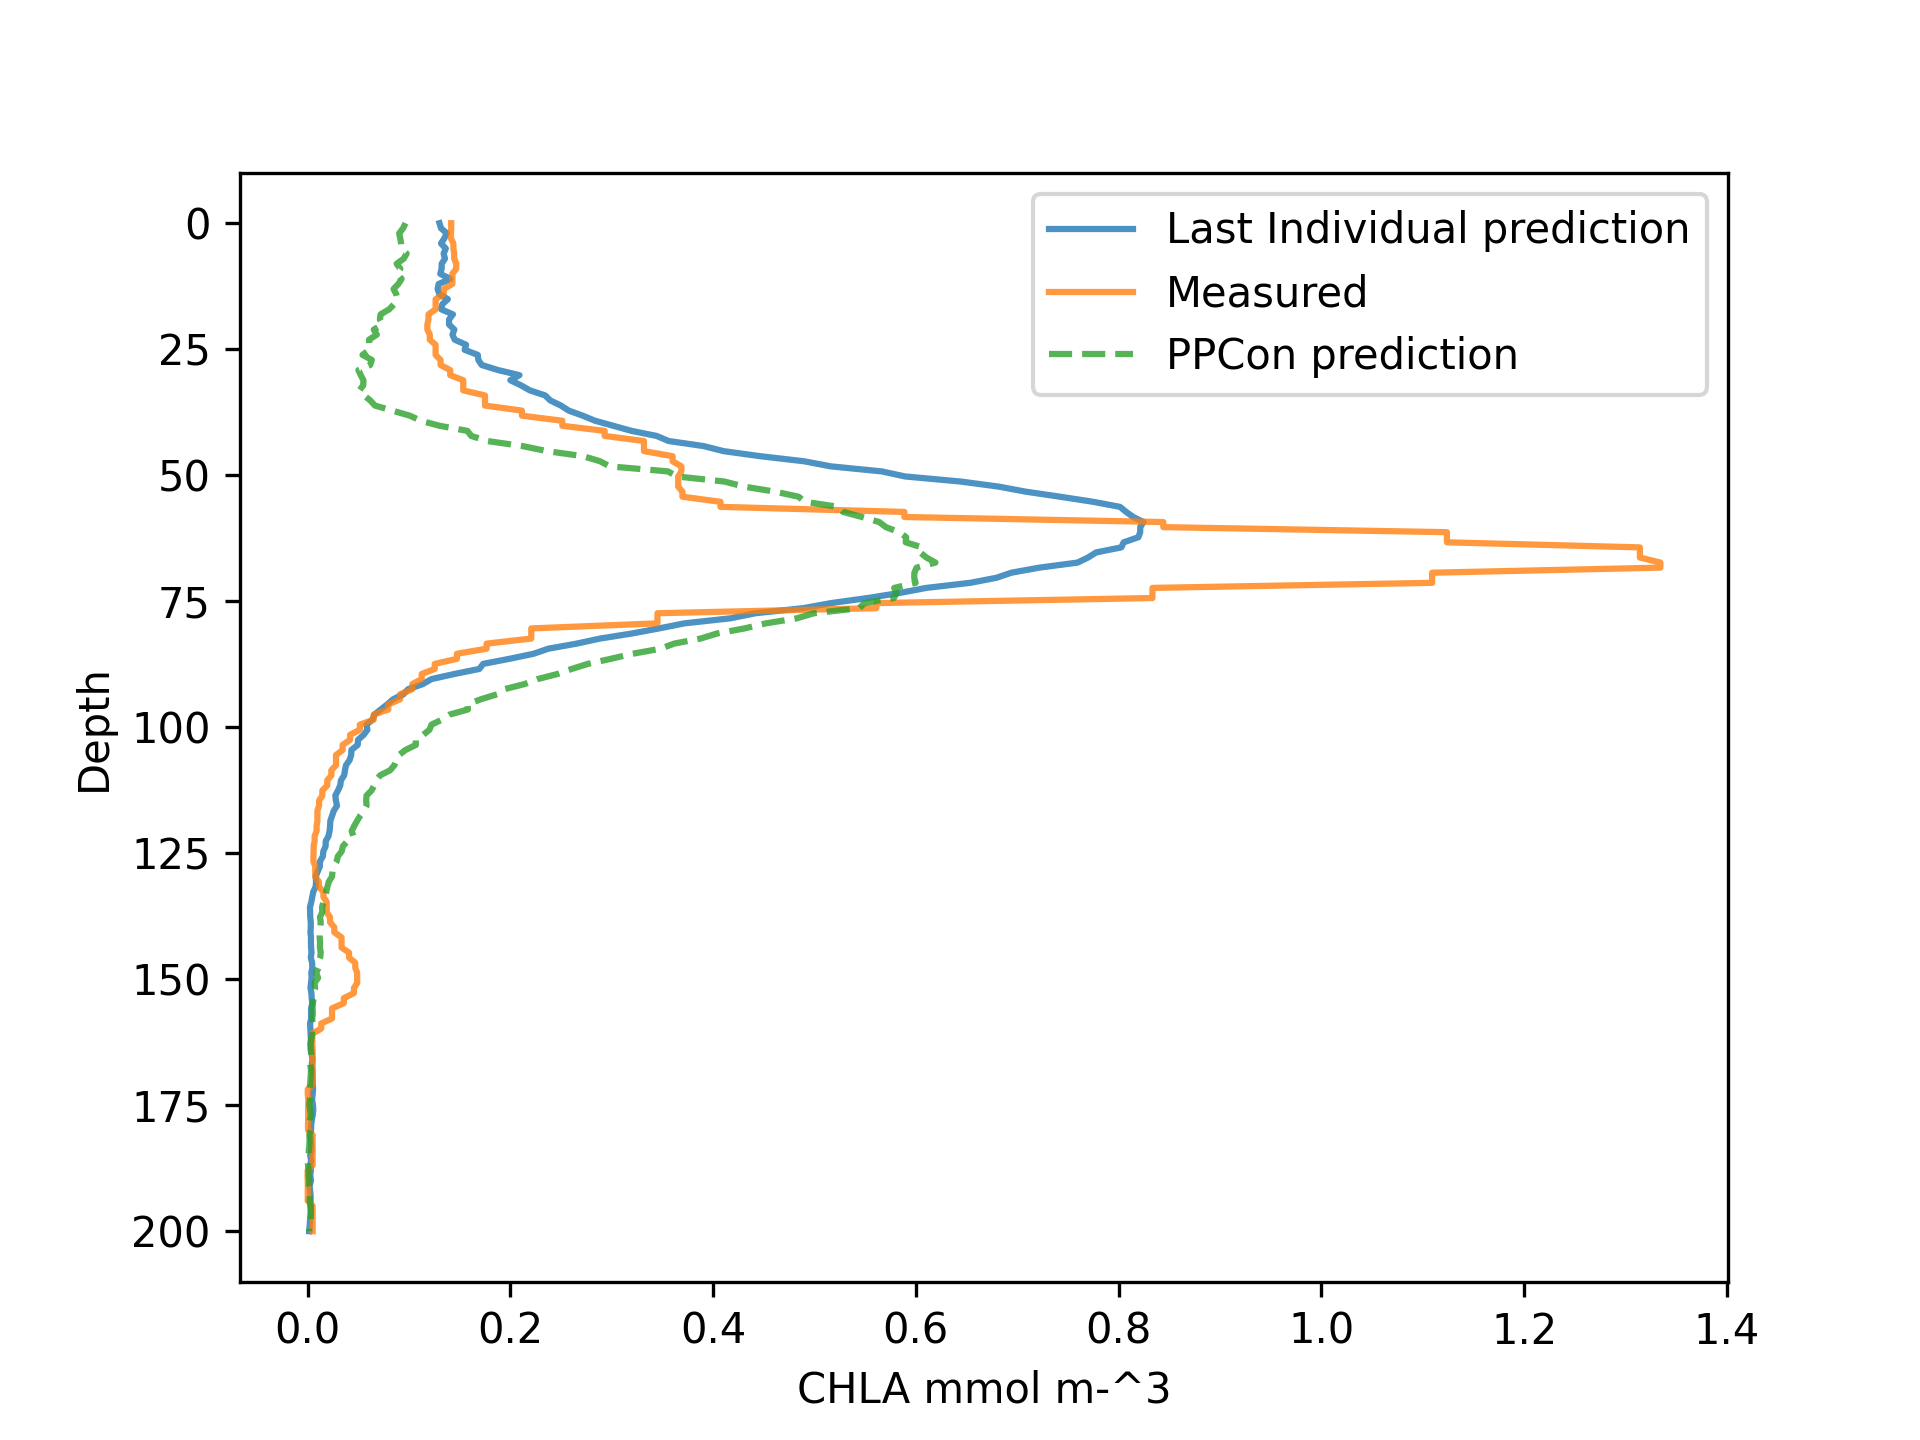 Last Individual prediction
Measured
PPCon prediction
0
25
50
75
100
125
150
175
200
Depth
0.0 0.2 0.4 0.6 0.8 1.0 1.2 1.4
CHLA mmol m-^3